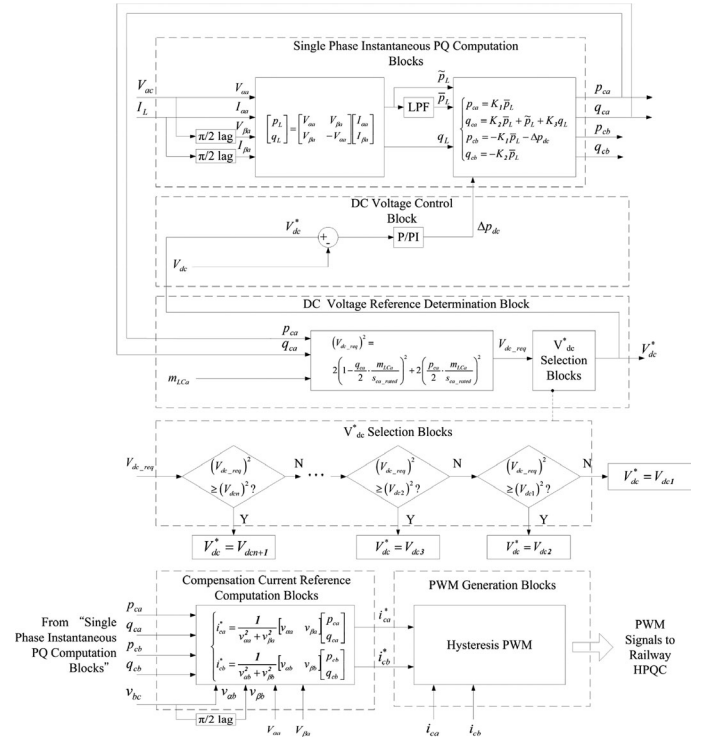 Single Phase Instantaneous PQ Computation
Blocks
V_ac
I_L
V_αa
I_αa
V_βa
I_βa
π/2 lag
π/2 lag
[p_L q_L] = [V_αa V_βa; V_βa −V_αa][I_αa I_βa]
p̃_L
p̄_L
LPF
q_L
p_ca = K_1 p̄_L
q_ca = K_2 p̄_L + p̃_L + K_3 q_L
p_cb = −K_1 p̄_L − Δp_dc
q_cb = −K_2 p̄_L
p_ca
q_ca
p_cb
q_cb
DC Voltage Control
Block
V*_dc
+
-
P/PI
Δp_dc
V_dc
DC Voltage Reference Determination Block
p_ca
q_ca
m_LCa
(V_dc_req)² =
2(1 − q_ca/2 · m_LCa/s_ca_rated)² + 2(p_ca/2 · m_LCa/s_ca_rated)²
V_dc_req
V*_dc
Selection
Blocks
V*_dc
V*_dc Selection Blocks
V_dc_req
(V_dc_req)²
≥(V_dcn)²?
N
...
(V_dc_req)²
≥(V_dc2)²?
N
(V_dc_req)²
≥(V_dc1)²?
N
V*_dc = V_dc1
Y
Y
Y
V*_dc = V_dcn+1
V*_dc = V_dc3
V*_dc = V_dc2
Compensation Current Reference
Computation Blocks
From “Single
Phase Instantaneous
PQ Computation
Blocks”
p_ca
q_ca
p_cb
q_cb
v_bc
i*_ca = 1/(v²_αa + v²_βa) [v_αa v_βa][p_ca q_ca]
i*_cb = 1/(v²_αb + v²_βb) [v_αb v_βb][p_cb q_cb]
v_αb
v_βb
π/2 lag
V_αa
V_βa
i*_ca
i*_cb
PWM Generation Blocks
Hysteresis PWM
i_ca
i_cb
PWM
Signals to
Railway
HPQC